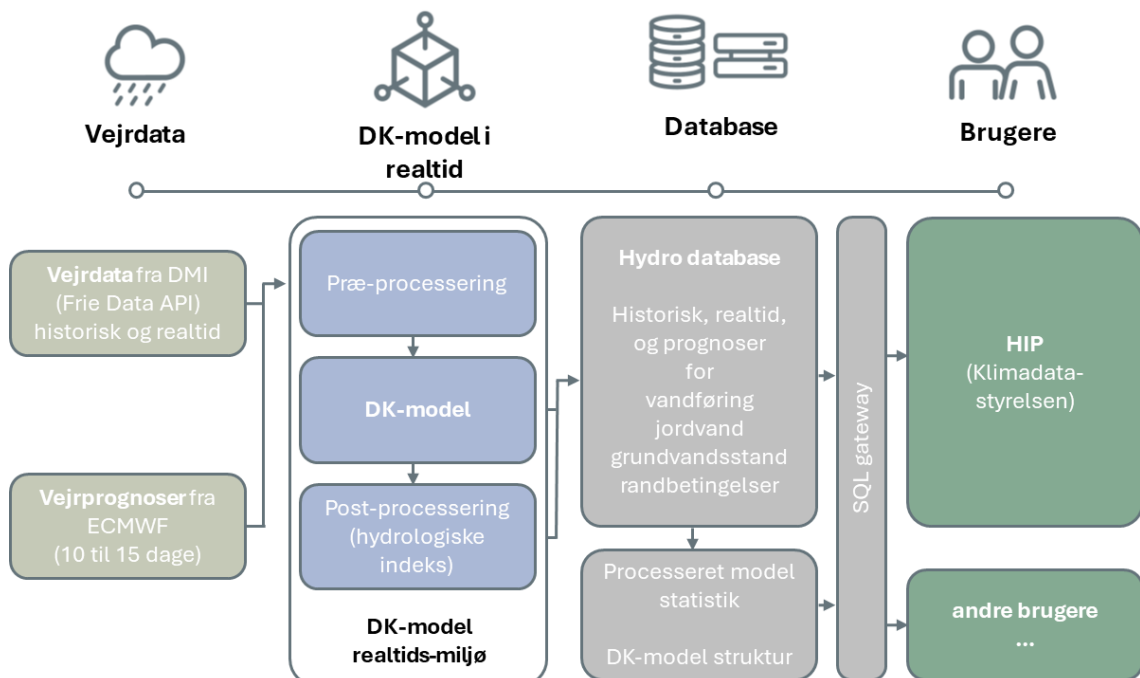 Vejrdata
DK-model i
realtid
Database
Brugere
Vejrdata fra DMI
(Frie Data API)
historisk og realtid
Vejrprognoser fra
ECMWF
(10 til 15 dage)
Præ-processering
DK-model
Post-processering
(hydrologiske
indeks)
DK-model
realtids-miljø
Hydro database
Historisk, realtid,
og prognoser
for
vandføring
jordvand
grundvandsstand
randbetingelser
Processeret model
statistik
DK-model struktur
SQL gateway
HIP
(Klimadata-
styrelsen)
andre brugere
...